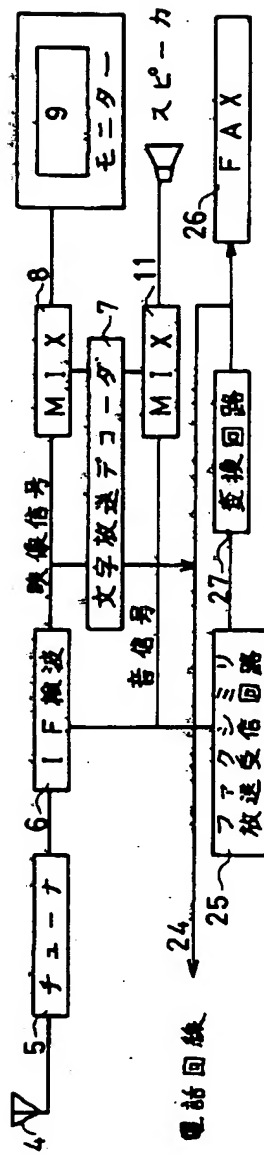 4
5
チューナ
6
IF検波
映像信号
8
MIX
9
モニター
文字放送デコーダ
7
音信号
MIX
11
スピーカ
24
電話回線
25
ファクシミリ
放送受信回路
27
変換回路
26
FAX